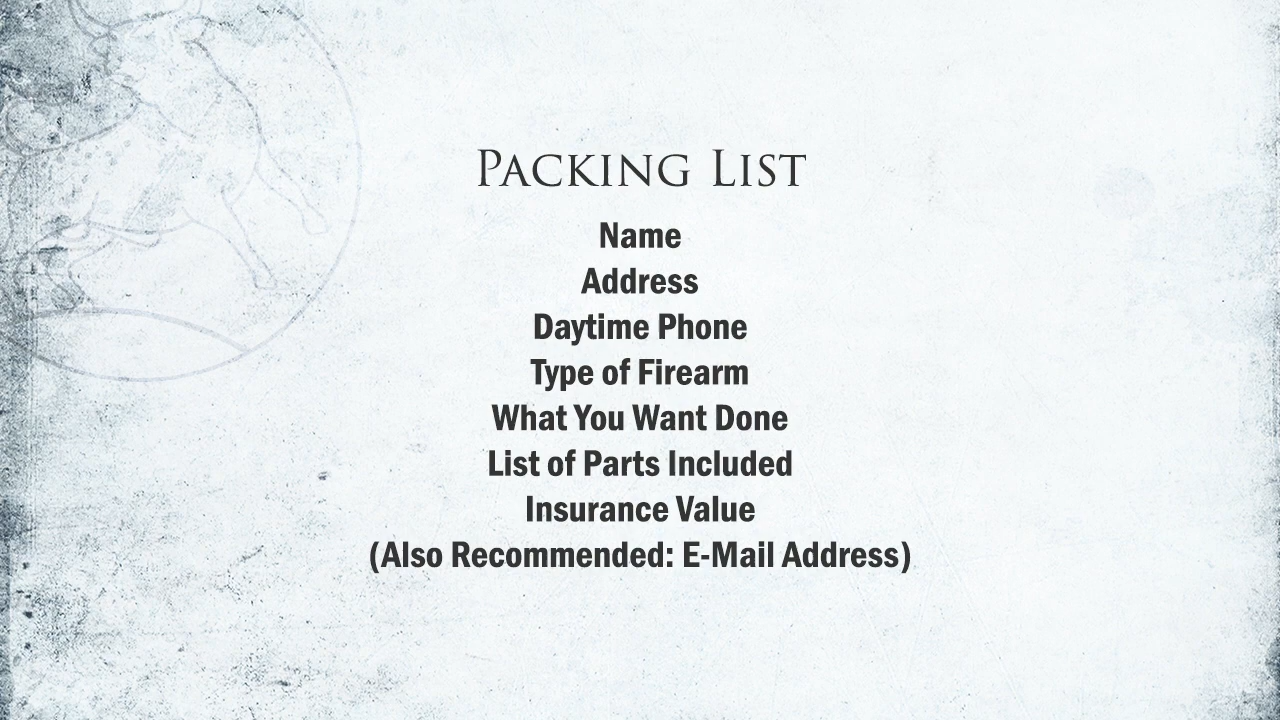 Packing List
Name
Address
Daytime Phone
Type of Firearm
What You Want Done
List of Parts Included
Insurance Value
(Also Recommended: E-Mail Address)